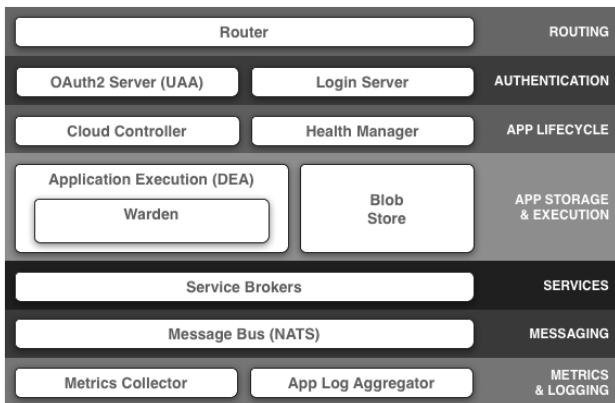 Router
ROUTING
OAuth2 Server (UAA)
Login Server
AUTHENTICATION
Cloud Controller
Health Manager
APP LIFECYCLE
Application Execution (DEA)
Warden
Blob
Store
APP STORAGE
& EXECUTION
Service Brokers
SERVICES
Message Bus (NATS)
MESSAGING
Metrics Collector
App Log Aggregator
METRICS
& LOGGING